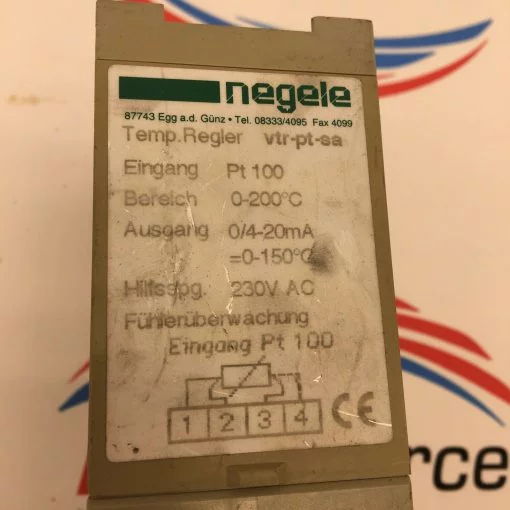 negele
87743 Egg a.d. Günz • Tel. 08333/4095 Fax 4099
Temp.Regler vtr-pt-sa
Eingang Pt 100
Bereich 0-200°C
Ausgang 0/4-20mA
=0-150°C
Hilfsspg. 230V AC
Fühlerüberwachung
Eingang Pt 100
1 2 3 4 CE